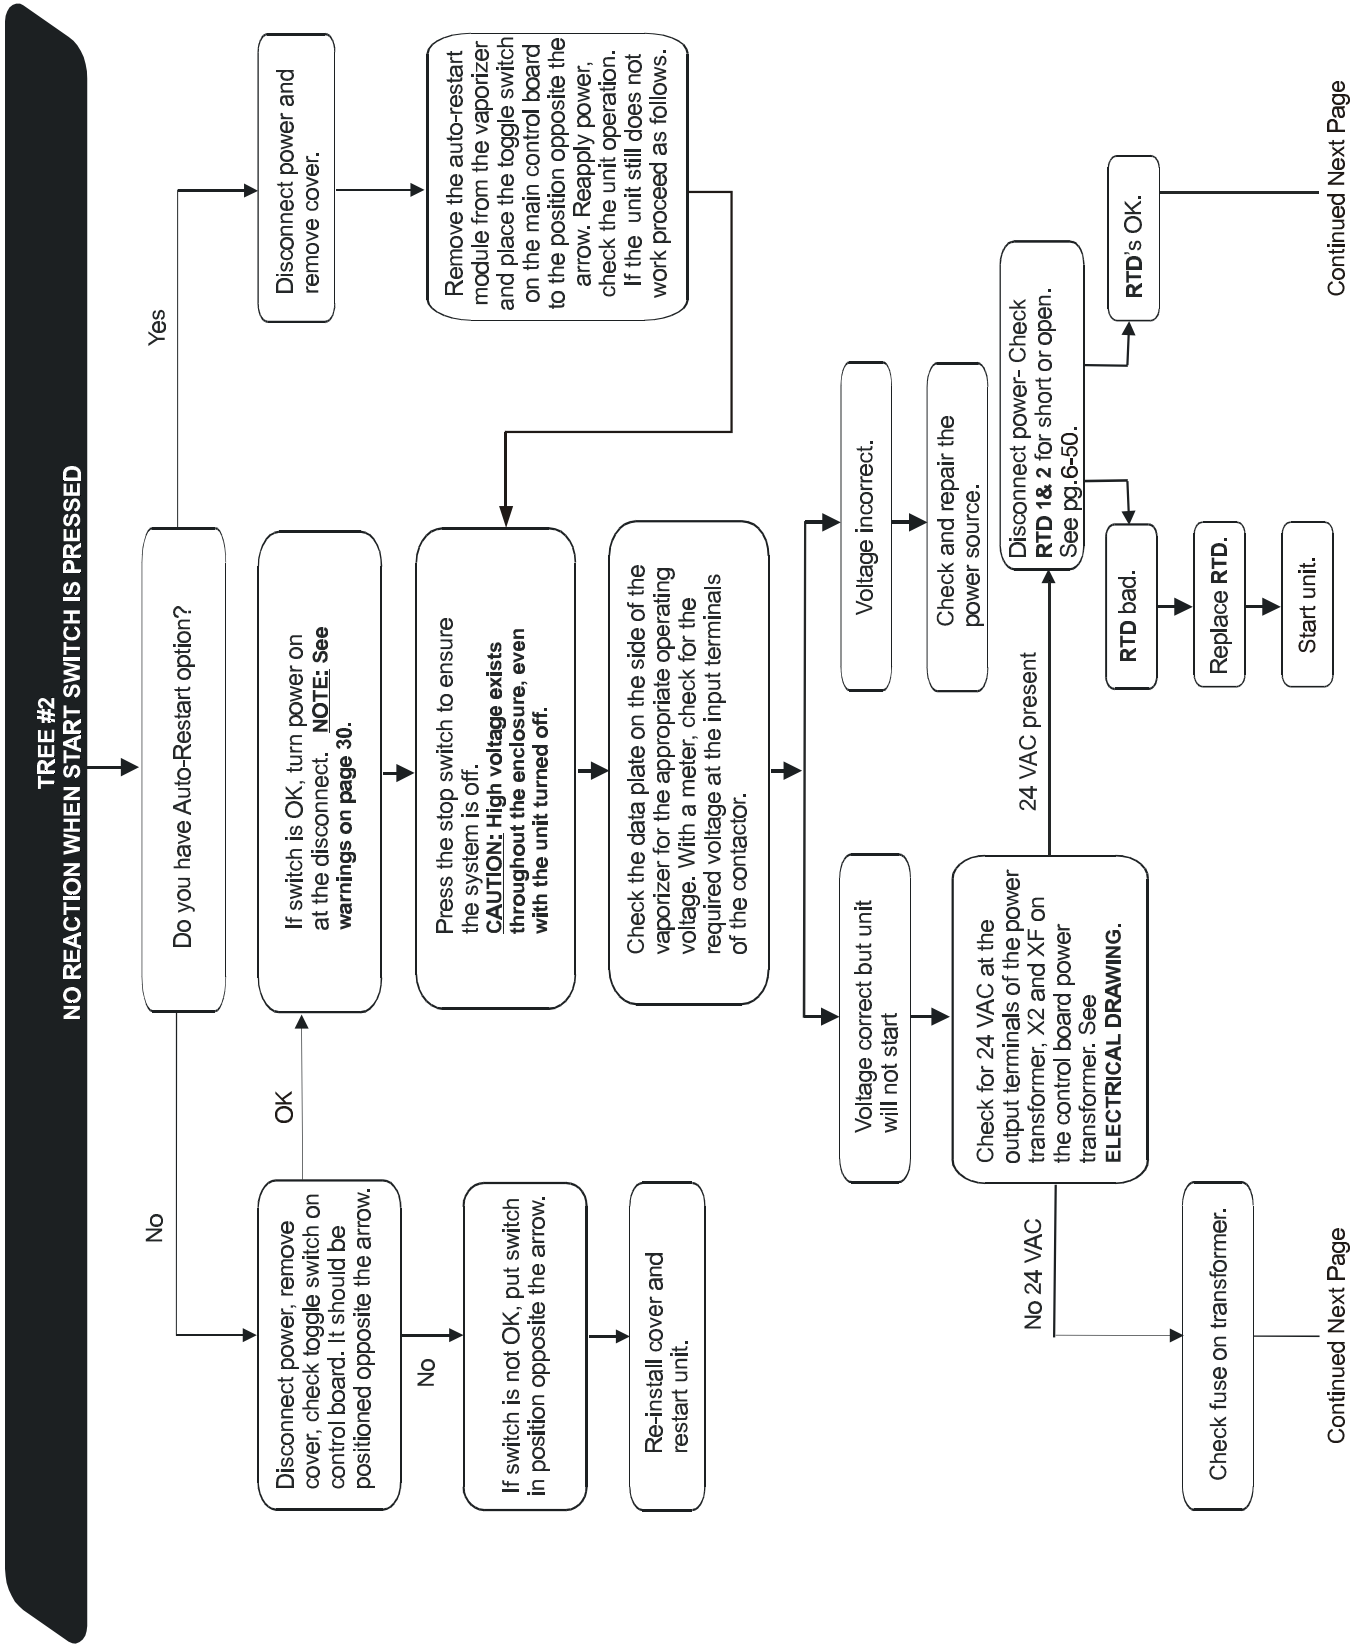 TREE #2
NO REACTION WHEN START SWITCH IS PRESSED
Do you have Auto-Restart option?
No
Yes
Disconnect power, remove
cover, check toggle switch on
control board. It should be
positioned opposite the arrow.
OK
If switch is OK, turn power on
at the disconnect. NOTE: See
warnings on page 30.
Disconnect power and
remove cover.
No
If switch is not OK, put switch
in position opposite the arrow.
Re-install cover and
restart unit.
Remove the auto-restart
module from the vaporizer
and place the toggle switch
on the main control board
to the position opposite the
arrow. Reapply power,
check the unit operation.
If the unit still does not
work proceed as follows.
Press the stop switch to ensure
the system is off.
CAUTION: High voltage exists
throughout the enclosure, even
with the unit turned off.
Check the data plate on the side of the
vaporizer for the appropriate operating
voltage. With a meter, check for the
required voltage at the input terminals
of the contactor.
Voltage correct but unit
will not start
Voltage incorrect.
Check and repair the
power source.
Check for 24 VAC at the
output terminals of the power
transformer, X2 and XF on
the control board power
transformer. See
ELECTRICAL DRAWING.
No 24 VAC
24 VAC present
Disconnect power- Check
RTD 1& 2 for short or open.
See pg.6-50.
RTD bad.
RTD's OK.
Replace RTD.
Start unit.
Check fuse on transformer.
Continued Next Page
Continued Next Page